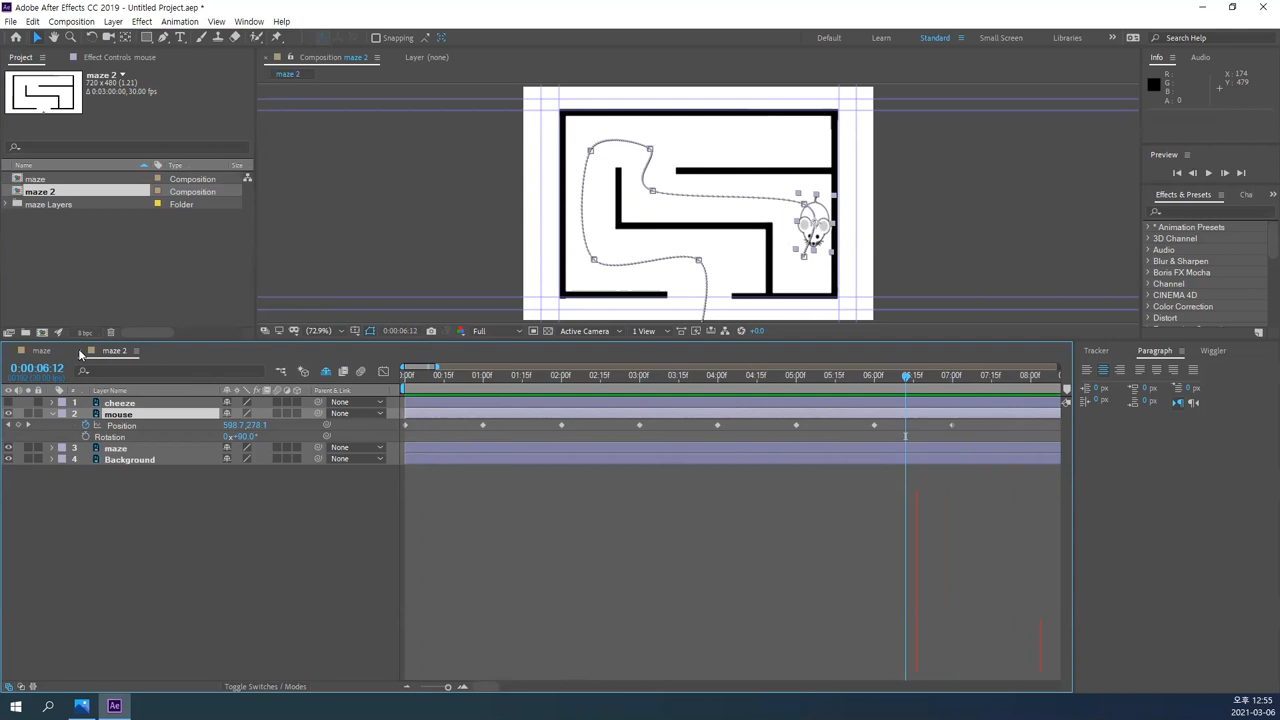 Adobe After Effects CC 2019 - Untitled Project.aep *
File Edit Composition Layer Effect Animation View Window Help
Snapping Default Learn Standard Small Screen Libraries Search Help
Project Effect Controls mouse Composition maze 2 Layer (none) Info Audio
maze 2
maze 2
720 x 480 (1.21)
Δ 0:03:00:00, 30.00 fps
R : X : 174
G : Y : 479
B :
A : 0
Preview
Name Type Size
maze Composition
maze 2 Composition
maze Layers Folder
Effects & Presets Cha
* Animation Presets
3D Channel
Audio
Blur & Sharpen
Boris FX Mocha
Channel
CINEMA 4D
Color Correction
Distort
8 bpc (72.9%) 0:00:06:12 Full Active Camera 1 View +0.0
maze maze 2 Tracker Paragraph Wiggler
0:00:06:12
00192 (30.00 fps)
:00f 00:15f 01:00f 01:15f 02:00f 02:15f 03:00f 03:15f 04:00f 04:15f 05:00f 05:15f 06:00f 06:15f 07:00f 07:15f 08:00f
# Layer Name Parent & Link
1 cheeze None
2 mouse None
Position 598.7,278.1
Rotation 0x+90.0°
3 maze None
4 Background None
0 px 0 px 0 px
0 px 0 px
Toggle Switches / Modes
오후 12:55
2021-03-06